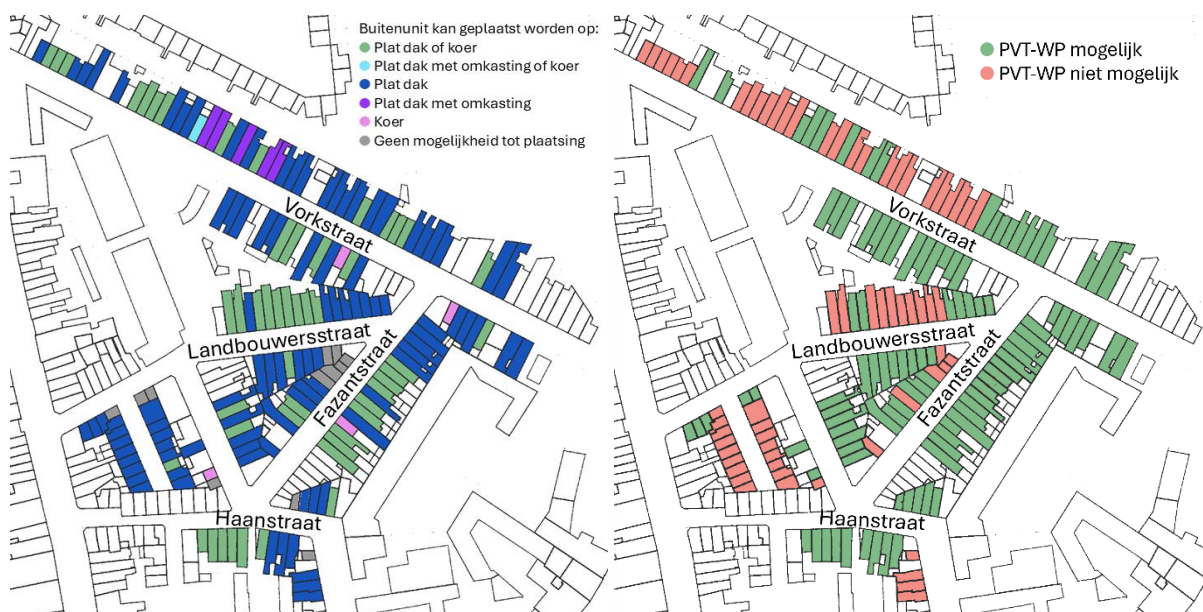 Buitenunit kan geplaatst worden op:
Plat dak of koer
Plat dak met omkasting of koer
Plat dak
Plat dak met omkasting
Koer
Geen mogelijkheid tot plaatsing
Vorkstraat
Landbouwersstraat
Fazantstraat
Haanstraat
PVT-WP mogelijk
PVT-WP niet mogelijk
Vorkstraat
Landbouwersstraat
Fazantstraat
Haanstraat